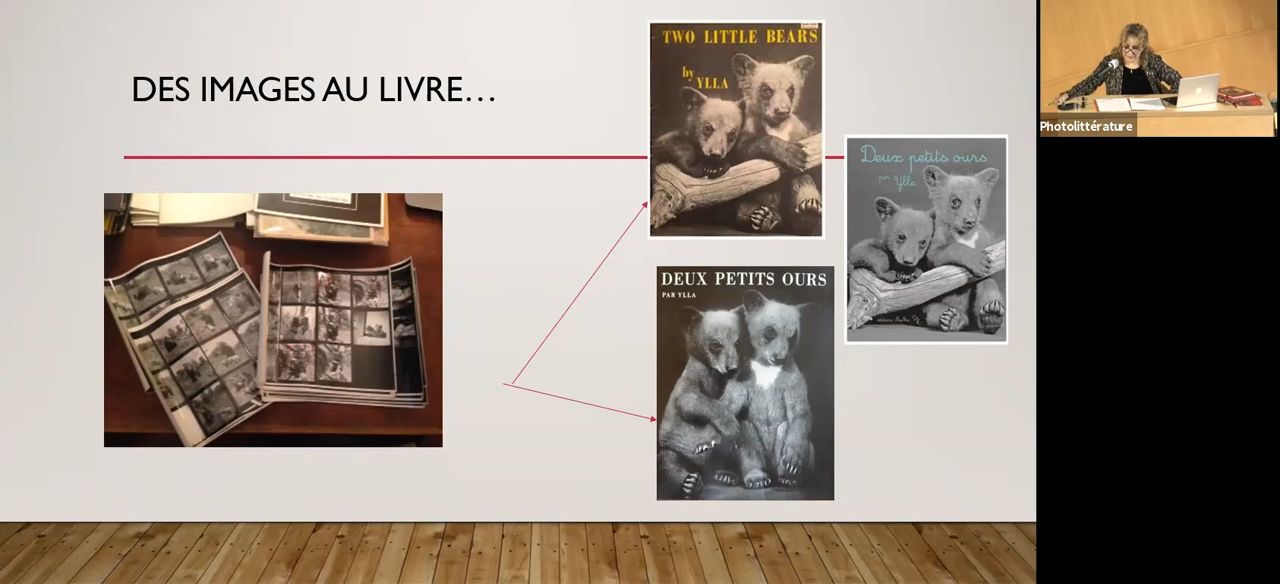 DES IMAGES AU LIVRE…
TWO LITTLE BEARS
by
YLLA
Deux petits ours
par Ylla
DEUX PETITS OURS
PAR YLLA
Photolittérature